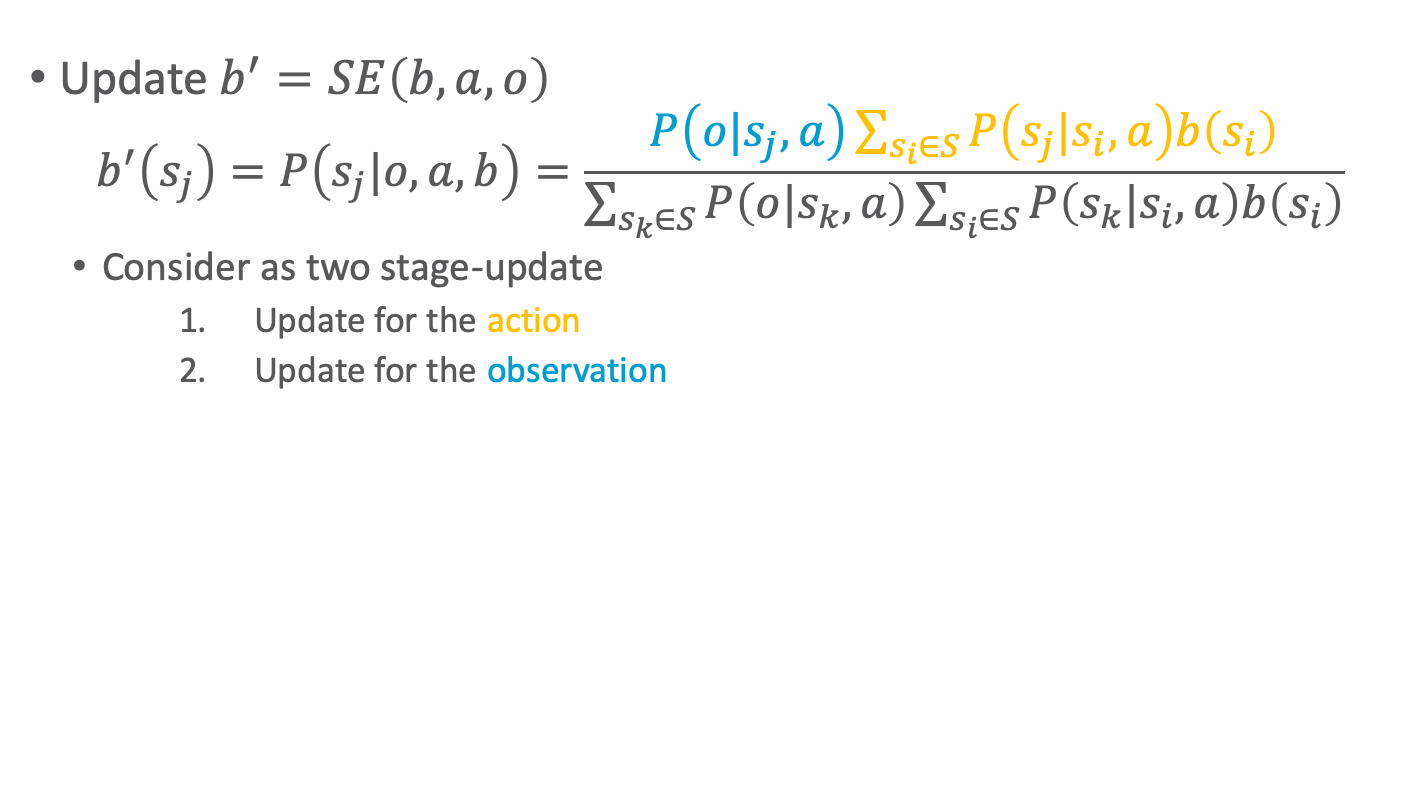 • Update b′ = SE(b, a, o)
b′(s_j) = P(s_j|o, a, b) = \frac{P(o|s_j, a) ∑_{s_i∈S} P(s_j|s_i, a)b(s_i)}{∑_{s_k∈S} P(o|s_k, a) ∑_{s_i∈S} P(s_k|s_i, a)b(s_i)}
• Consider as two stage-update
1. Update for the action
2. Update for the observation